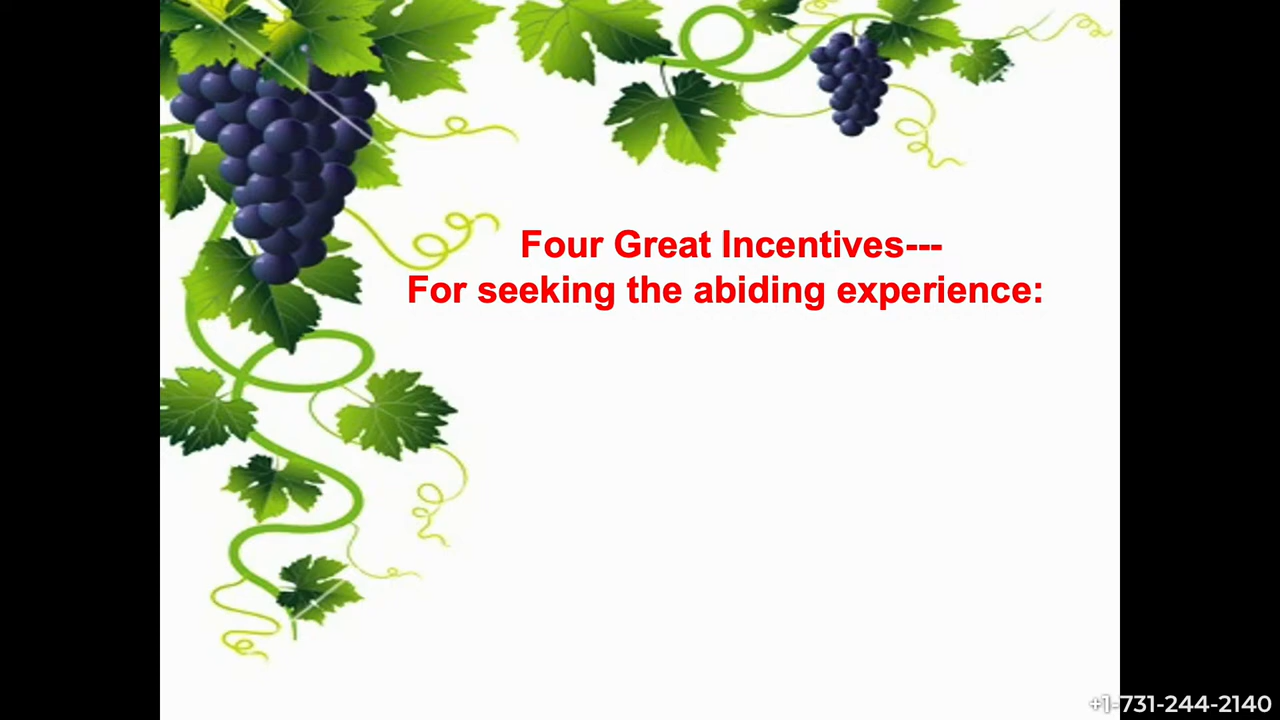 Four Great Incentives---
For seeking the abiding experience:
+1-731-244-2140